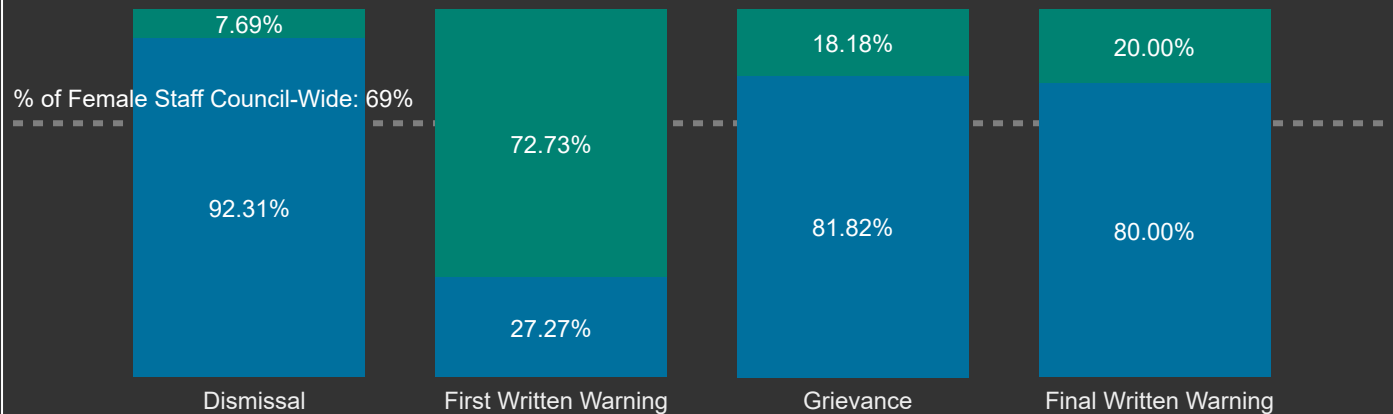 7.69%
18.18%
20.00%
% of Female Staff Council-Wide: 69%
72.73%
92.31%
81.82%
80.00%
27.27%
Dismissal
First Written Warning
Grievance
Final Written Warning